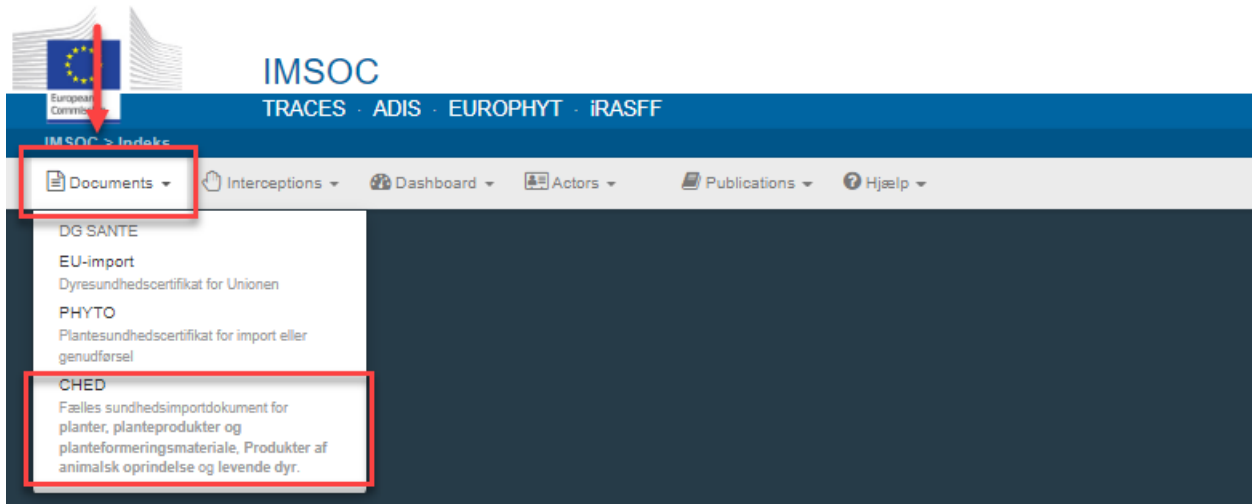 IMSOC
European
Commission
TRACES · ADIS · EUROPHYT · iRASFF
IMSOC > Indeks
Documents Interceptions Dashboard Actors Publications Hjælp
DG SANTE
EU-import
Dyresundhedscertifikat for Unionen
PHYTO
Plantesundhedscertifikat for import eller
genudførsel
CHED
Fælles sundhedsimportdokument for
planter, planteprodukter og
planteformeringsmateriale, Produkter af
animalsk oprindelse og levende dyr.